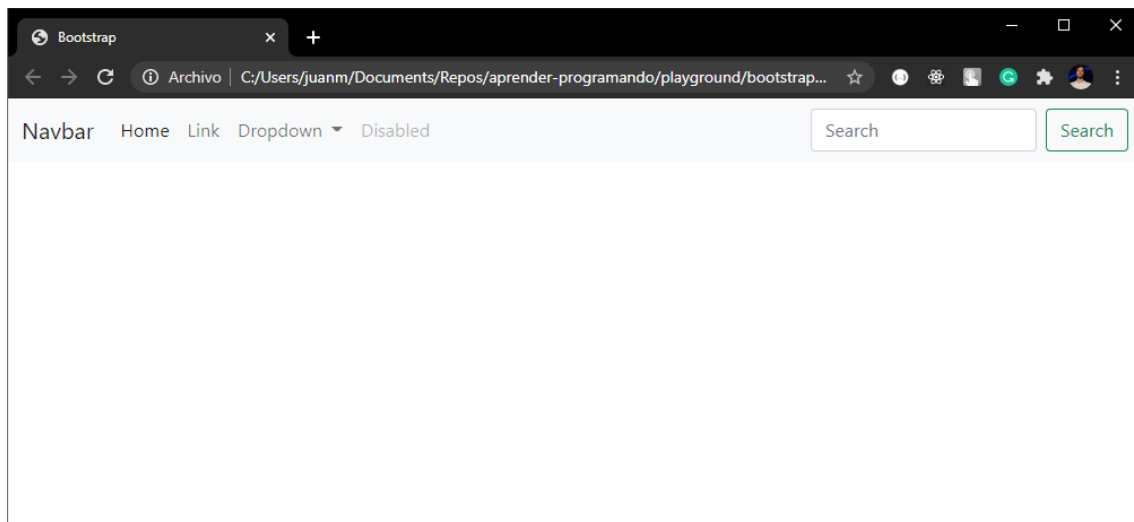 Bootstrap
Archivo C:/Users/juanm/Documents/Repos/aprender-programando/playground/bootstrap...
Navbar Home Link Dropdown Disabled Search Search